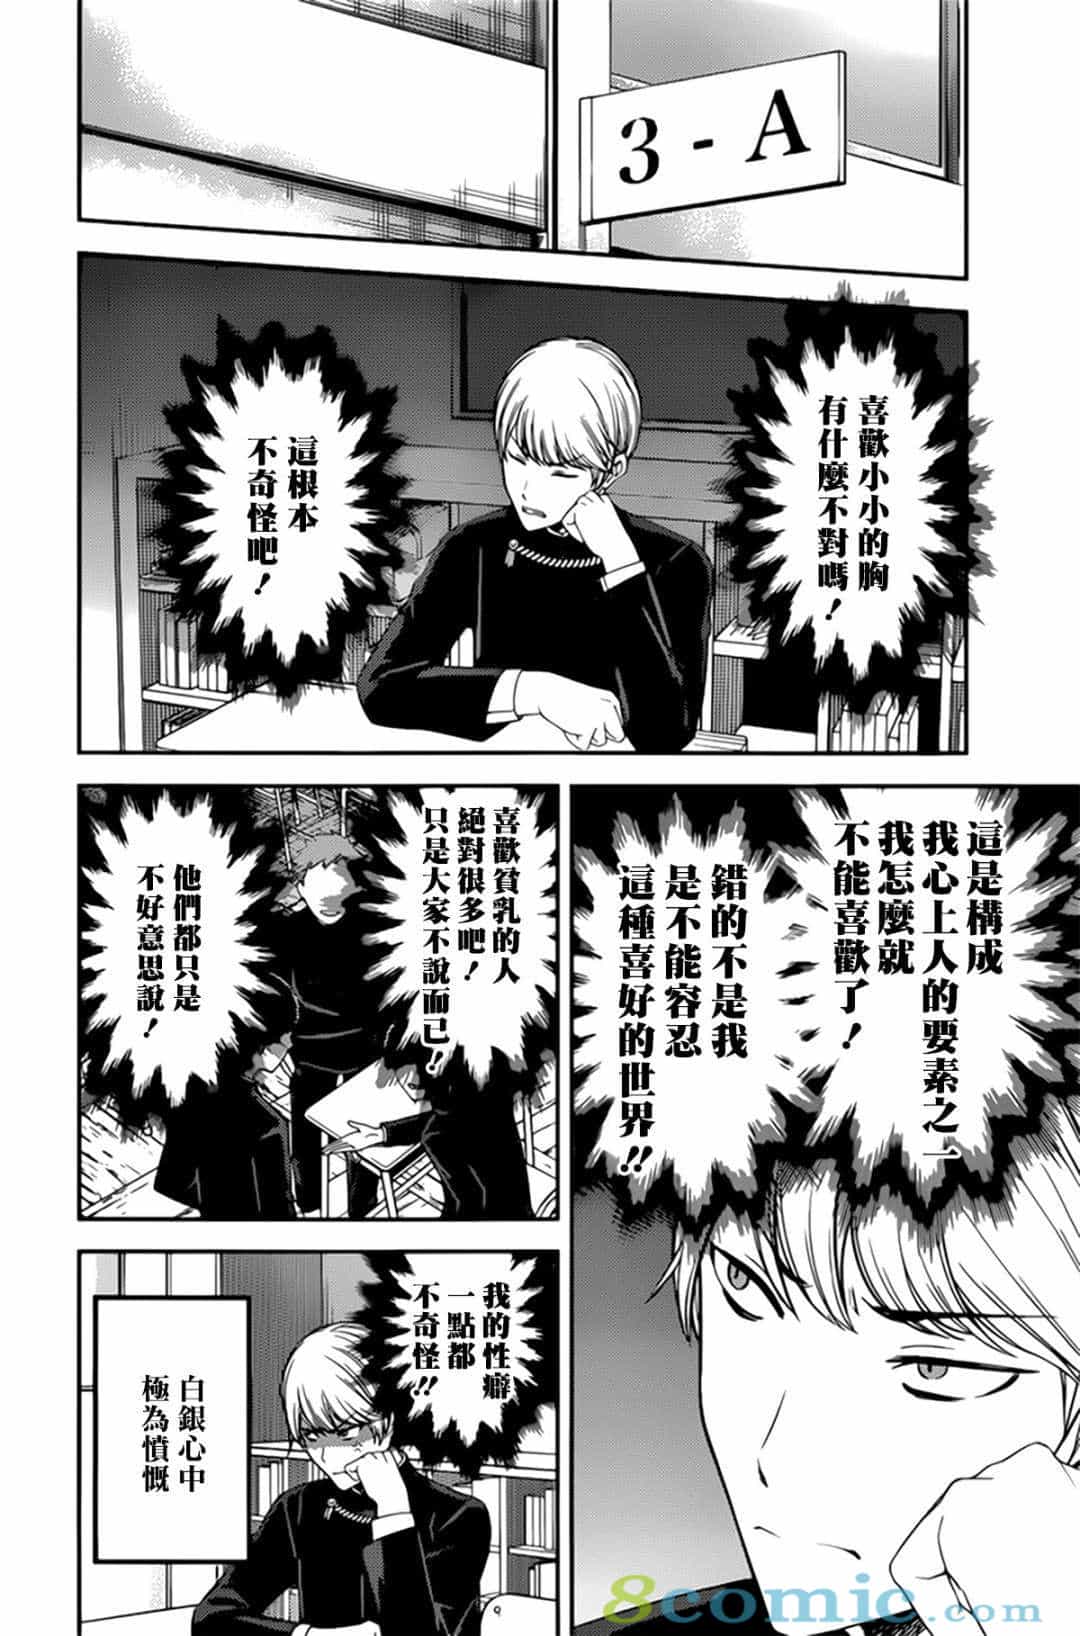 3 - A
喜歡小小的胸
有什麼不對嗎！
這根本
不奇怪吧！
這是構成
我心上人的要素之一
我怎麼就
不能喜歡了！
錯的不是我
是不能容忍
這種喜好的世界！！
喜歡貧乳的人
絕對很多吧！
只是大家不說而已！
他們都只是
不好意思說！
我的性癖
一點都
不奇怪！！
白銀心中
極為憤慨
8comic.com